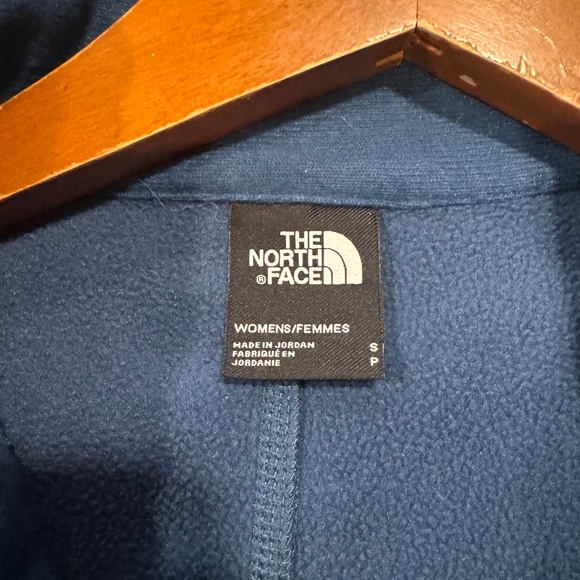 THE
NORTH
® FACE
WOMENS/FEMMES
MADE IN JORDAN
FABRIQUÉ EN
JORDANIE
S
P